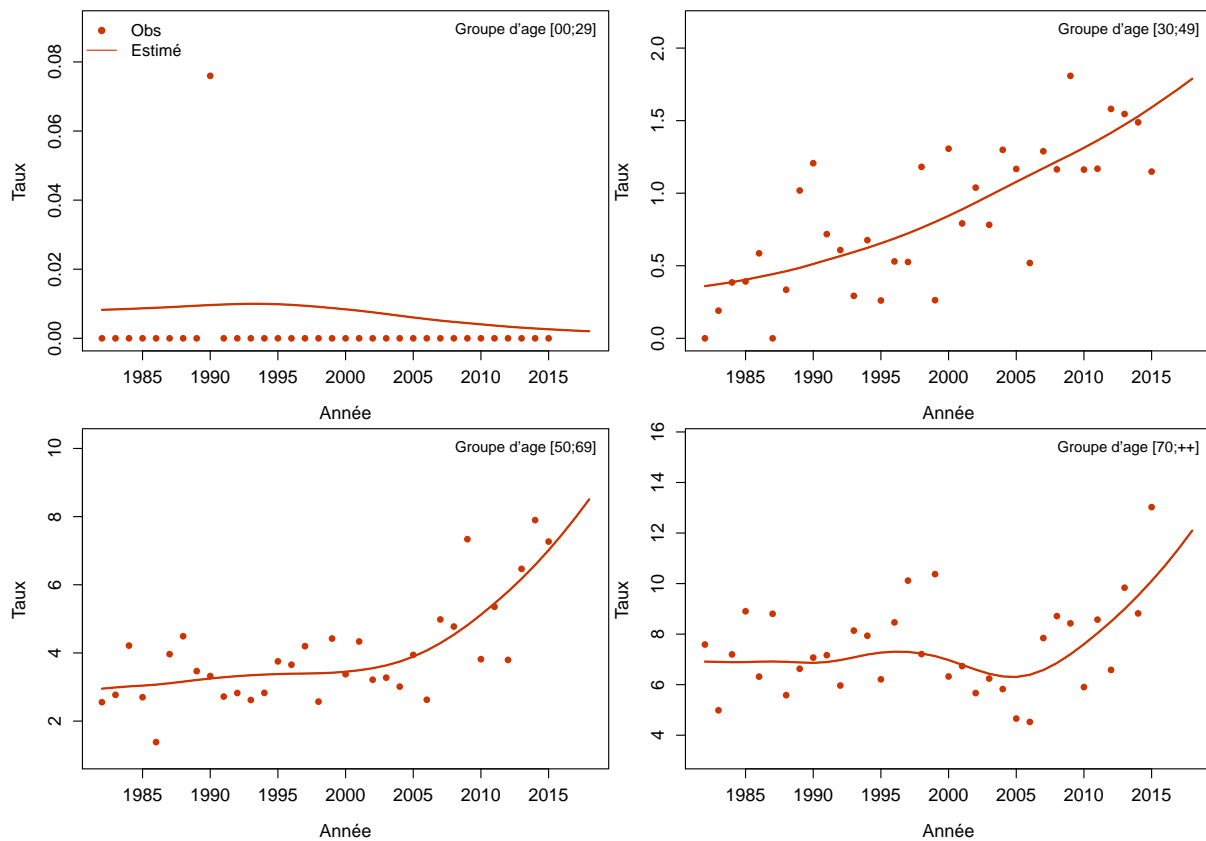 Obs
Estimé
Groupe d'age [00;29]
Taux
0.00
0.02
0.04
0.06
0.08
1985 1990 1995 2000 2005 2010 2015
Année
Groupe d'age [30;49]
Taux
0.0
0.5
1.0
1.5
2.0
1985 1990 1995 2000 2005 2010 2015
Année
Groupe d'age [50;69]
Taux
2
4
6
8
10
1985 1990 1995 2000 2005 2010 2015
Année
Groupe d'age [70;++]
Taux
4
6
8
10
12
14
16
1985 1990 1995 2000 2005 2010 2015
Année